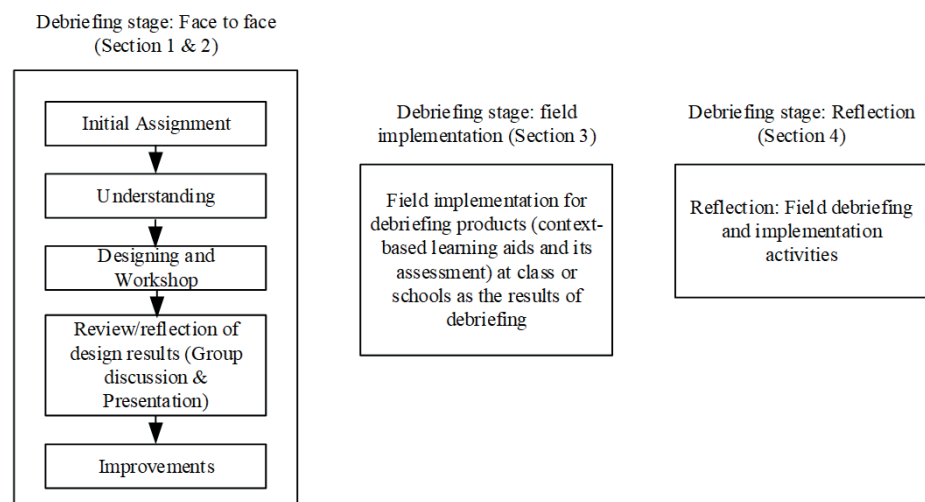 Debriefing stage: Face to face
(Section 1 & 2)
Initial Assignment
Understanding
Designing and
Workshop
Review/reflection of
design results (Group
discussion &
Presentation)
Improvements
Debriefing stage: field
implementation (Section 3)
Field implementation for
debriefing products (context-
based learning aids and its
assessment) at class or
schools as the results of
debriefing
Debriefing stage: Reflection
(Section 4)
Reflection: Field debriefing
and implementation
activities